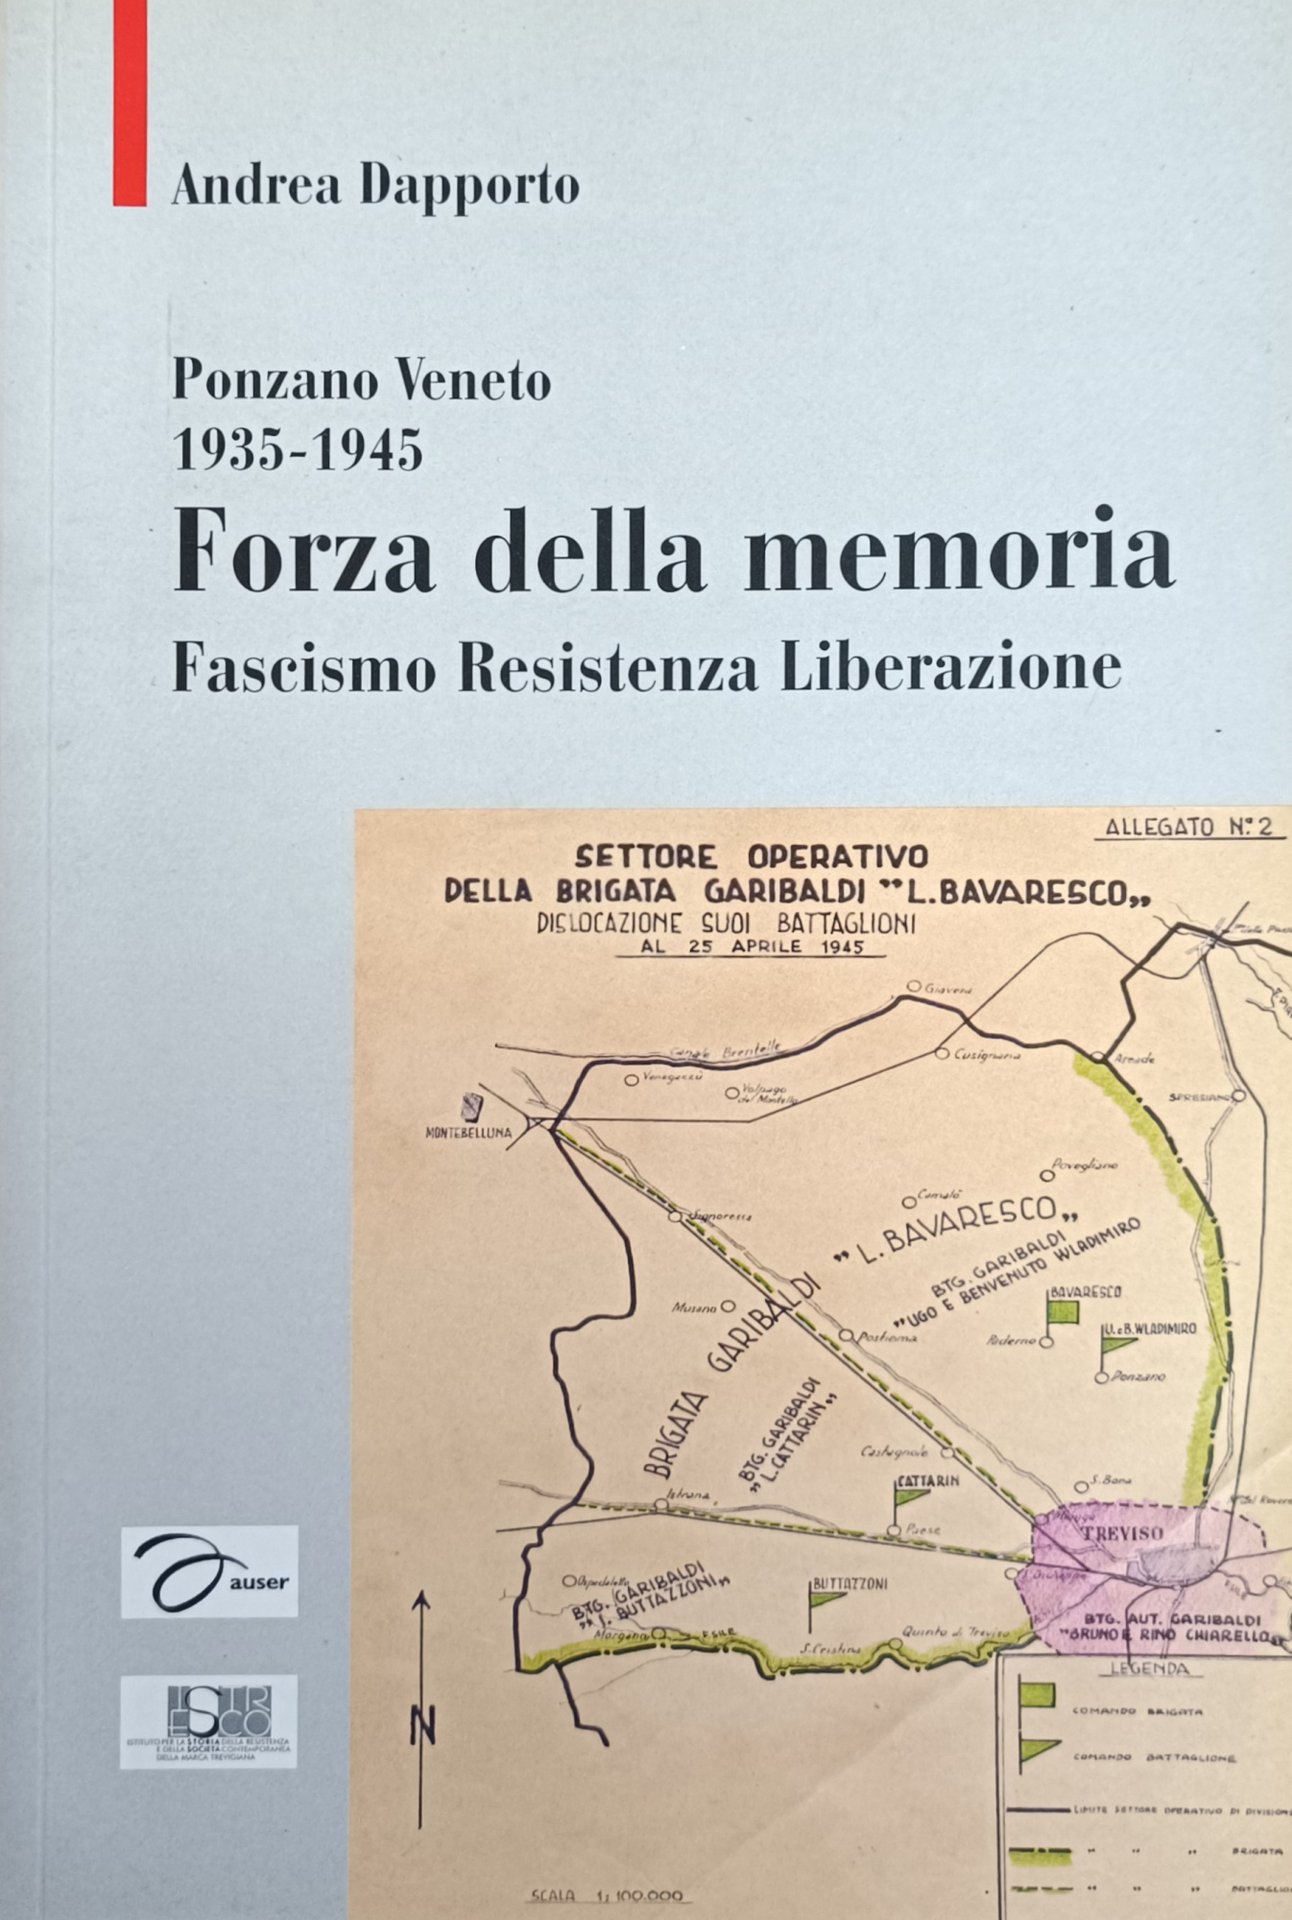 Andrea Dapporto
Ponzano Veneto
1935-1945
Forza della memoria
Fascismo Resistenza Liberazione
ALLEGATO N.º 2
SETTORE OPERATIVO
DELLA BRIGATA GARIBALDI "L. BAVARESCO„
DISLOCAZIONE SUOI BATTAGLIONI
AL 25 APRILE 1945
Giavera
Canale Brentelle
Cusignana
Arcade
Venegazzù
Volpago
del Montello
SPRESIANO
MONTEBELLUNA
Povegliano
Camalò
Signoressa
"L. BAVARESCO„
BTG. GARIBALDI
"UGO E BENVENUTO WLADIMIRO
BRIGATA GARIBALDI
BAVARESCO
Musano
Postioma
Paderno
U. e B. WLADIMIRO
Ponzano
BTG. GARIBALDI
"L. CATTARIN„
Castagnole
CATTARIN
S. Bona
Istrana
Paese
TREVISO
Ospedaletto
BTG. GARIBALDI
"I. BUTTAZZONI„
BUTTAZZONI
Morgano
F. SILE
S. Cristina
Quinto di Treviso
F. SILE
BTG. AUT. GARIBALDI
"BRUNO E RINO CHIARELLO„
LEGENDA
COMANDO BRIGATA
COMANDO BATTAGLIONE
LIMITE SETTORE OPERATIVO DI DIVISIONE
" " " BRIGATA
" " " BATTAGLIO
N
SCALA 1:100.000
auser
ISTRESCO
ISTITUTO PER LA STORIA DELLA RESISTENZA
E DELLA SOCIETÀ CONTEMPORANEA
DELLA MARCA TREVIGIANA